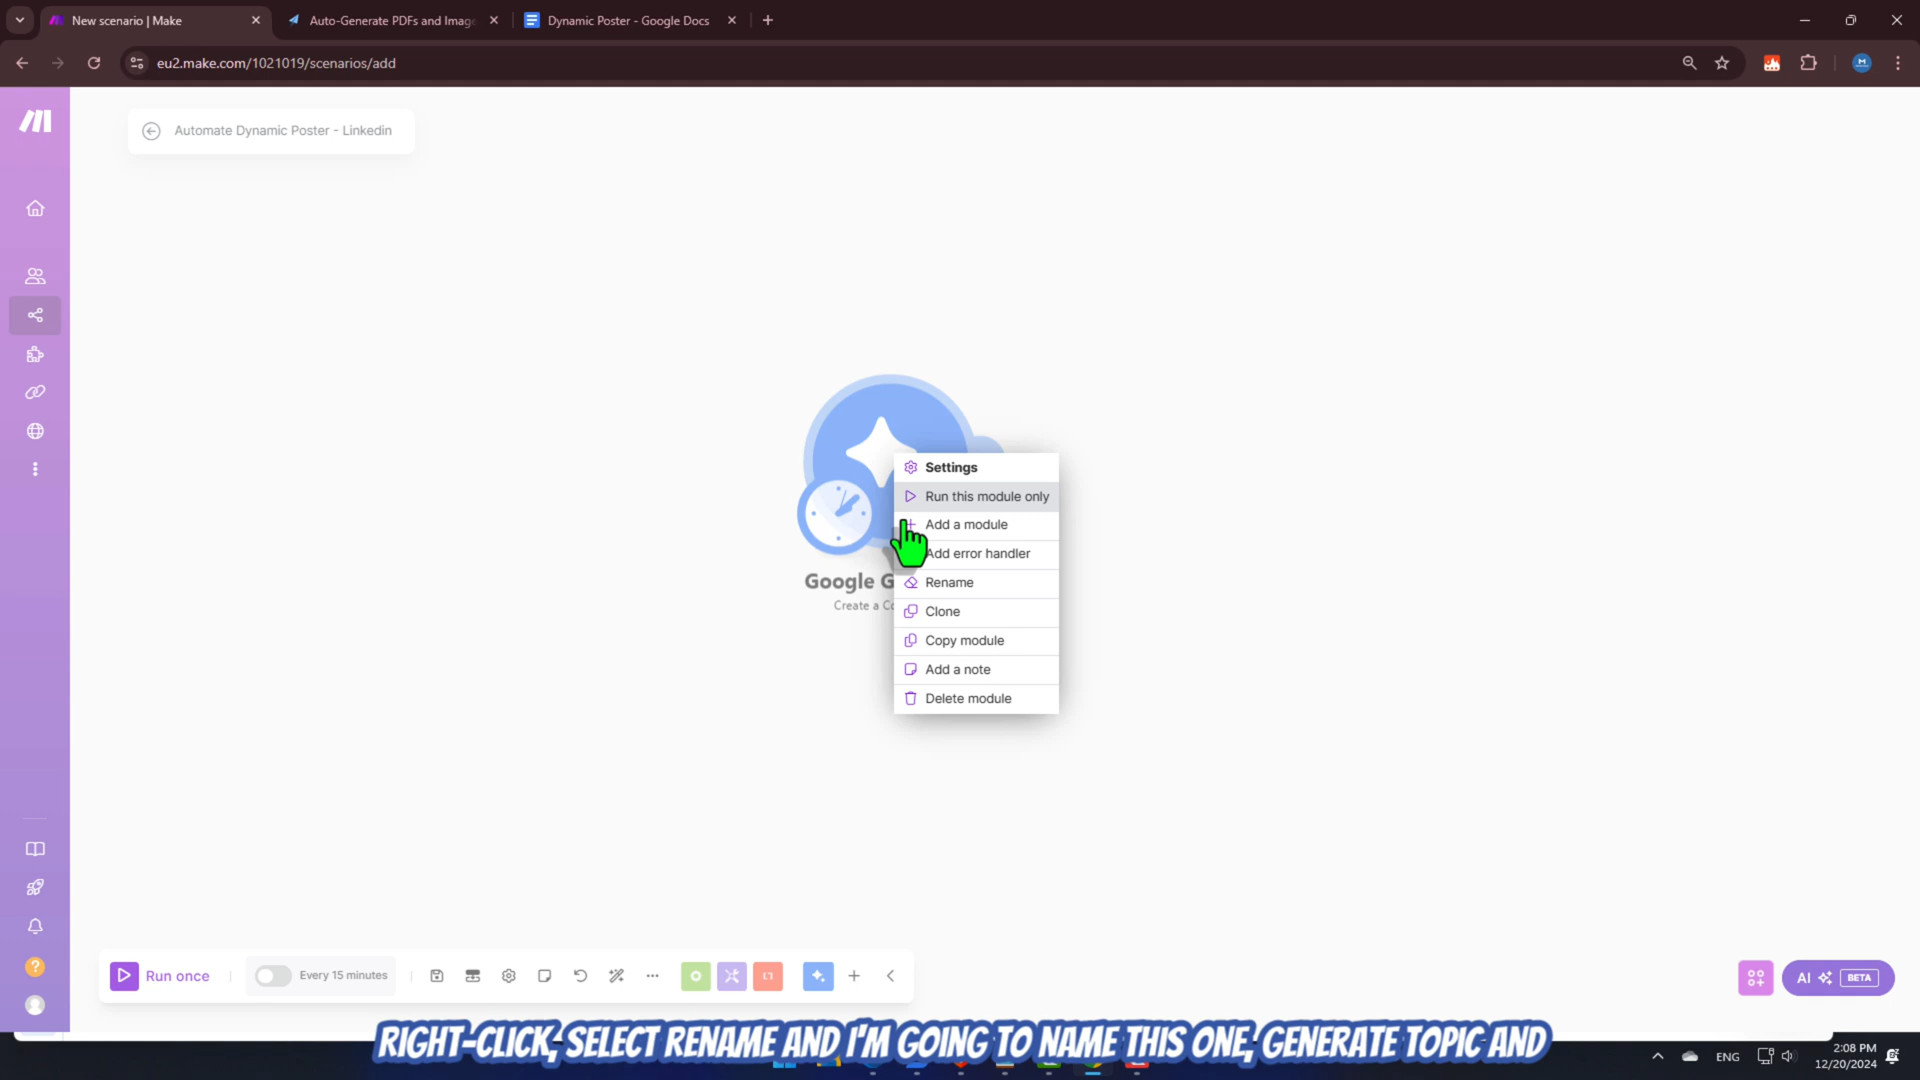 New scenario | Make
Auto-Generate PDFs and Imag
Dynamic Poster - Google Docs
eu2.make.com/1021019/scenarios/add
Automate Dynamic Poster - Linkedin
Settings
Run this module only
Add a module
Add error handler
Rename
Clone
Copy module
Add a note
Delete module
Google G
Create a Co
Run once
Every 15 minutes
AI
BETA
RIGHT-CLICK, SELECT RENAME AND I'M GOING TO NAME THIS ONE, GENERATE TOPIC AND
ENG
2:08 PM
12/20/2024